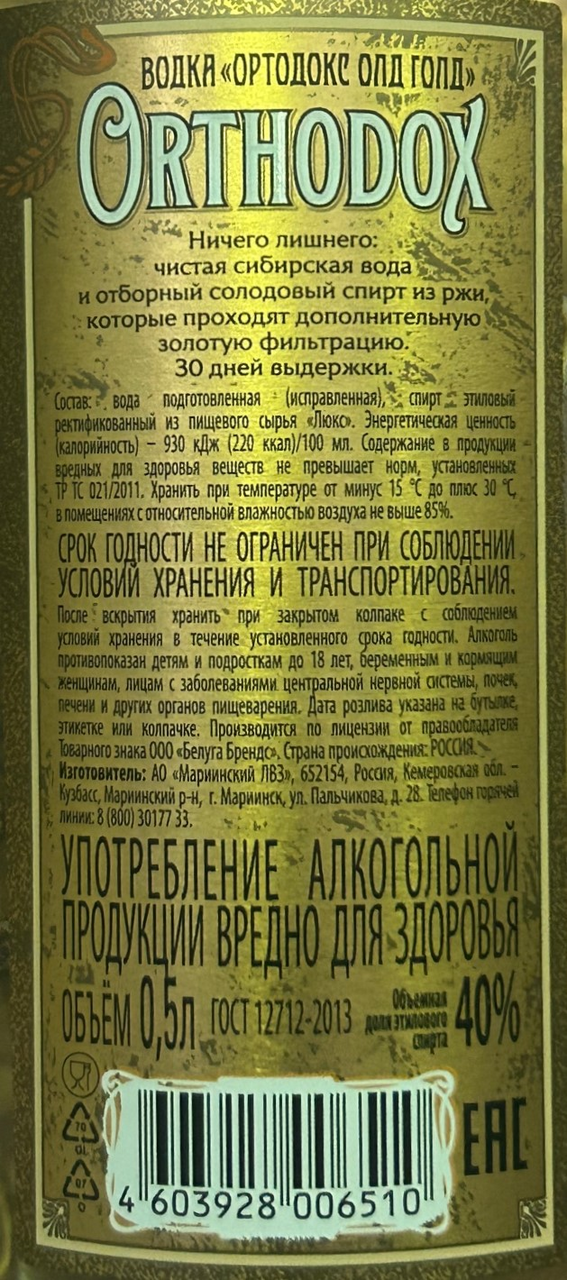 ВОДКА «ОРТОДОКС ОЛД ГОЛД»
ORTHODOX
Ничего лишнего:
чистая сибирская вода
и отборный солодовый спирт из ржи,
которые проходят дополнительную
золотую фильтрацию.
30 дней выдержки.
Состав: вода подготовленная (исправленная), спирт этиловый
ректификованный из пищевого сырья «Люкс». Энергетическая ценность
(калорийность) – 930 кДж (220 ккал)/100 мл. Содержание в продукции
вредных для здоровья веществ не превышает норм, установленных
ТР ТС 021/2011. Хранить при температуре от минус 15 °С до плюс 30 °С,
в помещениях с относительной влажностью воздуха не выше 85%.
СРОК ГОДНОСТИ НЕ ОГРАНИЧЕН ПРИ СОБЛЮДЕНИИ
УСЛОВИЙ ХРАНЕНИЯ И ТРАНСПОРТИРОВАНИЯ.
После вскрытия хранить при закрытом колпаке с соблюдением
условий хранения в течение установленного срока годности. Алкоголь
противопоказан детям и подросткам до 18 лет, беременным и кормящим
женщинам, лицам с заболеваниями центральной нервной системы, почек,
печени и других органов пищеварения. Дата розлива указана на бутылке,
этикетке или колпачке. Производится по лицензии от правообладателя
Товарного знака ООО «Белуга Брендс». Страна происхождения: РОССИЯ.
Изготовитель: АО «Мариинский ЛВЗ», 652154, Россия, Кемеровская обл. –
Кузбасс, Мариинский р-н, г. Мариинск, ул. Пальчикова, д. 28. Телефон горячей
линии: 8 (800) 30177 33.
УПОТРЕБЛЕНИЕ АЛКОГОЛЬНОЙ
ПРОДУКЦИИ ВРЕДНО ДЛЯ ЗДОРОВЬЯ
ОБЪЁМ 0,5л ГОСТ 12712-2013 Объемная
доля этилового
спирта 40%
70
GL
EAC
07
4 603928 006510